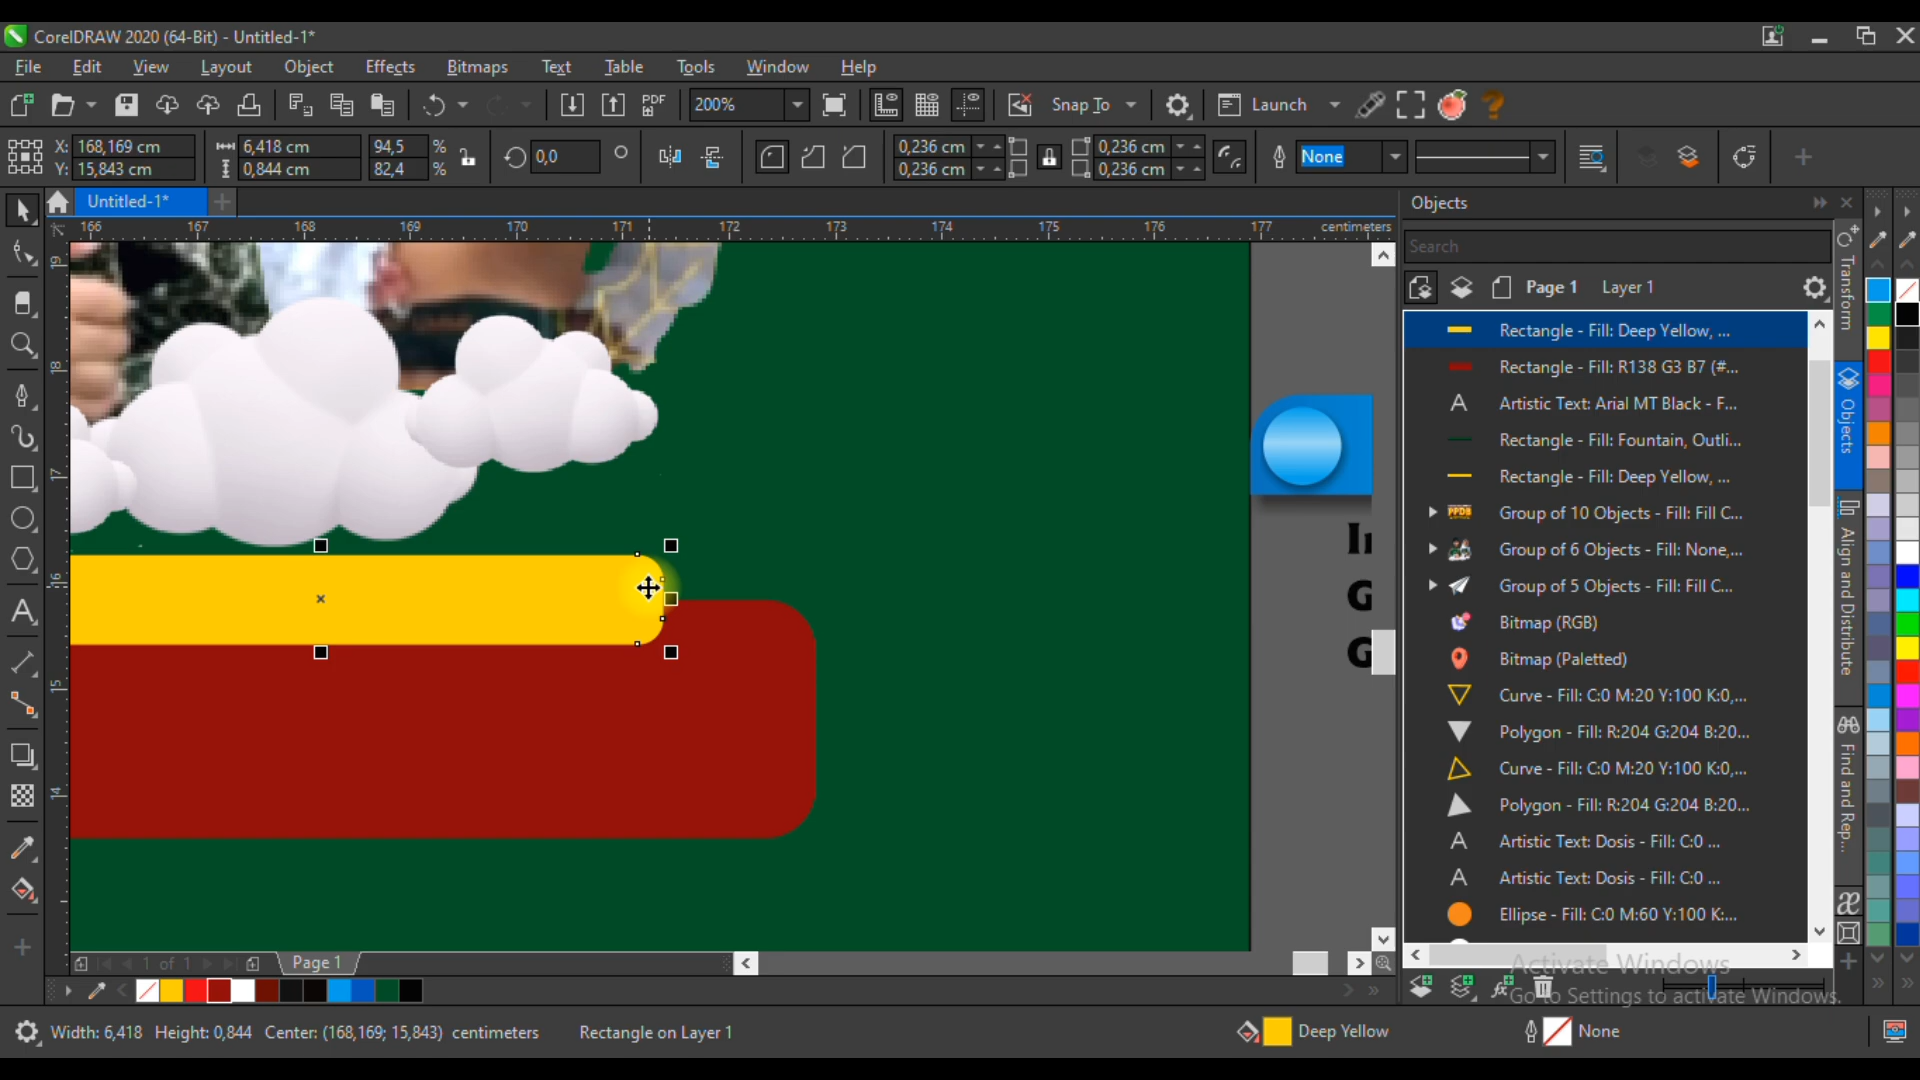 CorelDRAW 2020 (64-Bit) - Untitled-1*
File Edit View Layout Object Effects Bitmaps Text Table Tools Window Help
PDF 200% Snap To Launch
X: 168,169 cm 6,418 cm 94,5 % 0,0 0,236 cm 0,236 cm None
Y: 15,843 cm 0,844 cm 82,4 % 0,236 cm 0,236 cm
Untitled-1*
166 167 168 169 170 171 172 173 174 175 176 177 centimeters
19
18
17
16
15
14
In
G
G
Objects
Search
Page 1 Layer 1
Rectangle - Fill: Deep Yellow, ...
Rectangle - Fill: R138 G3 B7 (#...
Artistic Text: Arial MT Black - F...
Rectangle - Fill: Fountain, Outli...
Rectangle - Fill: Deep Yellow, ...
PPDB Group of 10 Objects - Fill: Fill C...
Group of 6 Objects - Fill: None,...
Group of 5 Objects - Fill: Fill C...
Bitmap (RGB)
Bitmap (Paletted)
Curve - Fill: C:0 M:20 Y:100 K:0,...
Polygon - Fill: R:204 G:204 B:20...
Curve - Fill: C:0 M:20 Y:100 K:0,...
Polygon - Fill: R:204 G:204 B:20...
Artistic Text: Dosis - Fill: C:0 ...
Artistic Text: Dosis - Fill: C:0 ...
Ellipse - Fill: C:0 M:60 Y:100 K:...
Transform
Objects
Align and Distribute
Find and Rep...
Activate Windows
Go to Settings to activate Windows.
1 of 1 Page 1
Width: 6,418 Height: 0,844 Center: (168,169; 15,843) centimeters Rectangle on Layer 1 Deep Yellow None